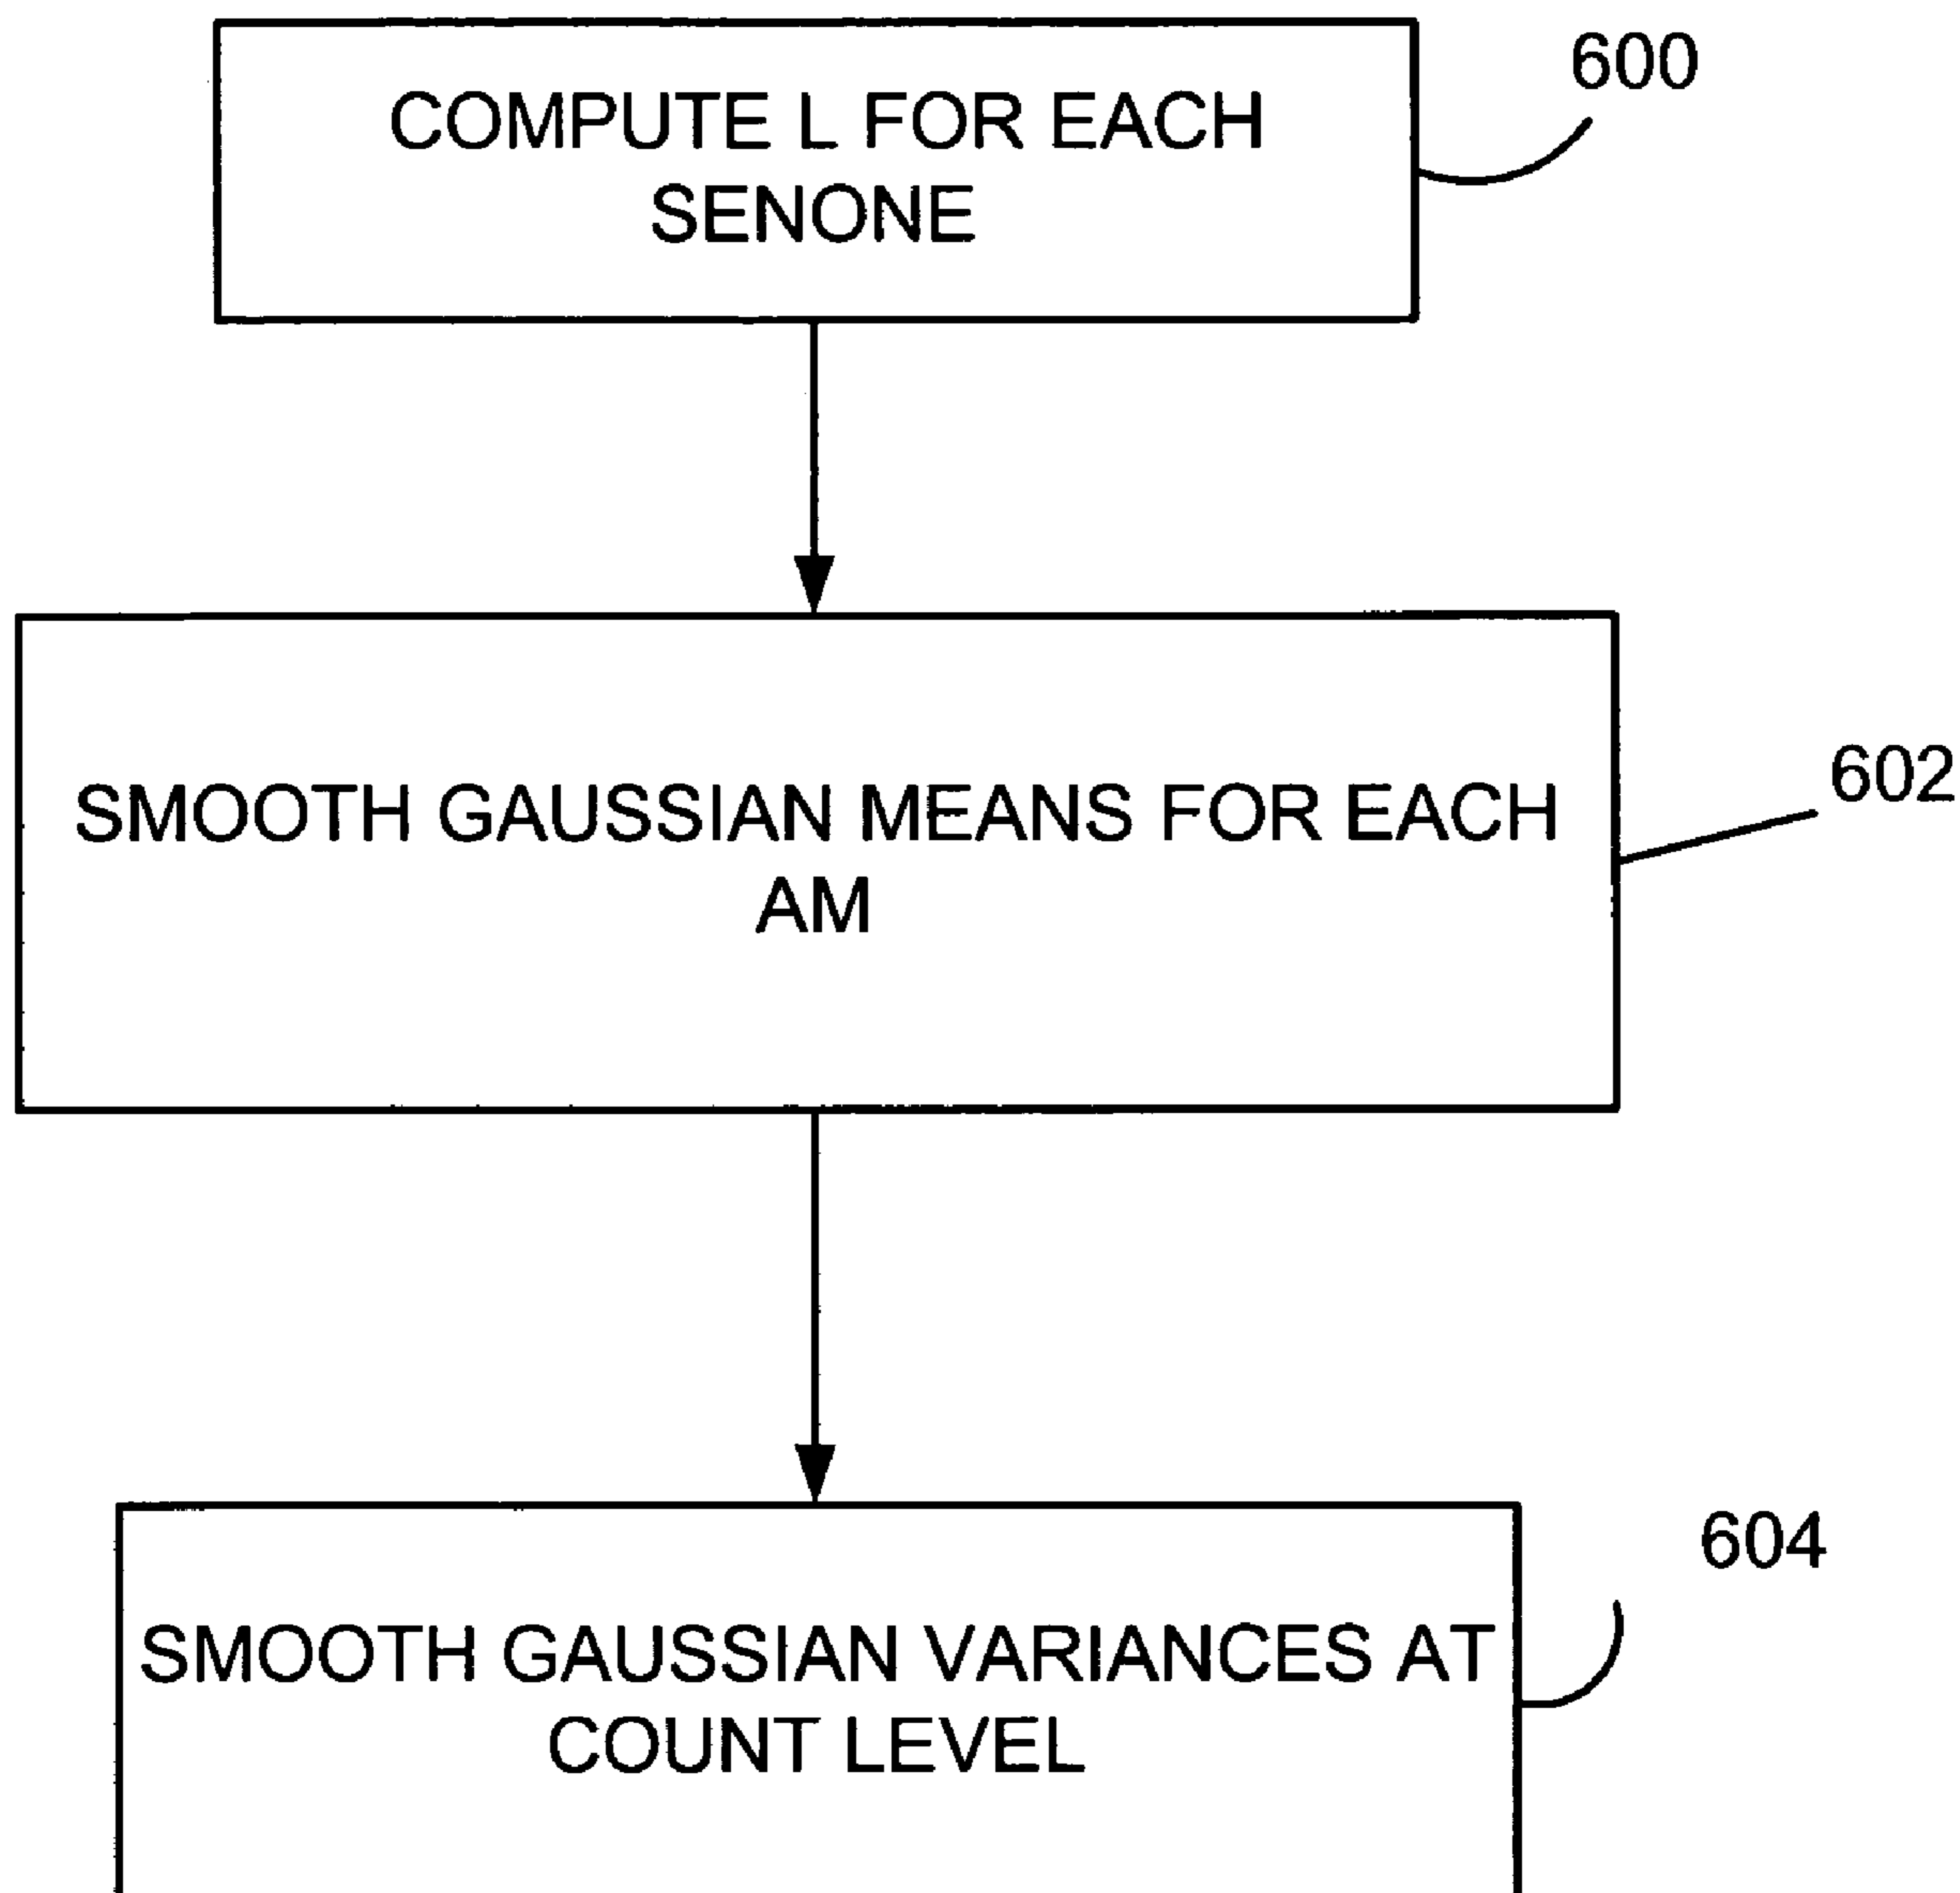 COMPUTE L FOR EACH
SENONE
600
SMOOTH GAUSSIAN MEANS FOR EACH
AM
602
SMOOTH GAUSSIAN VARIANCES AT
COUNT LEVEL
604